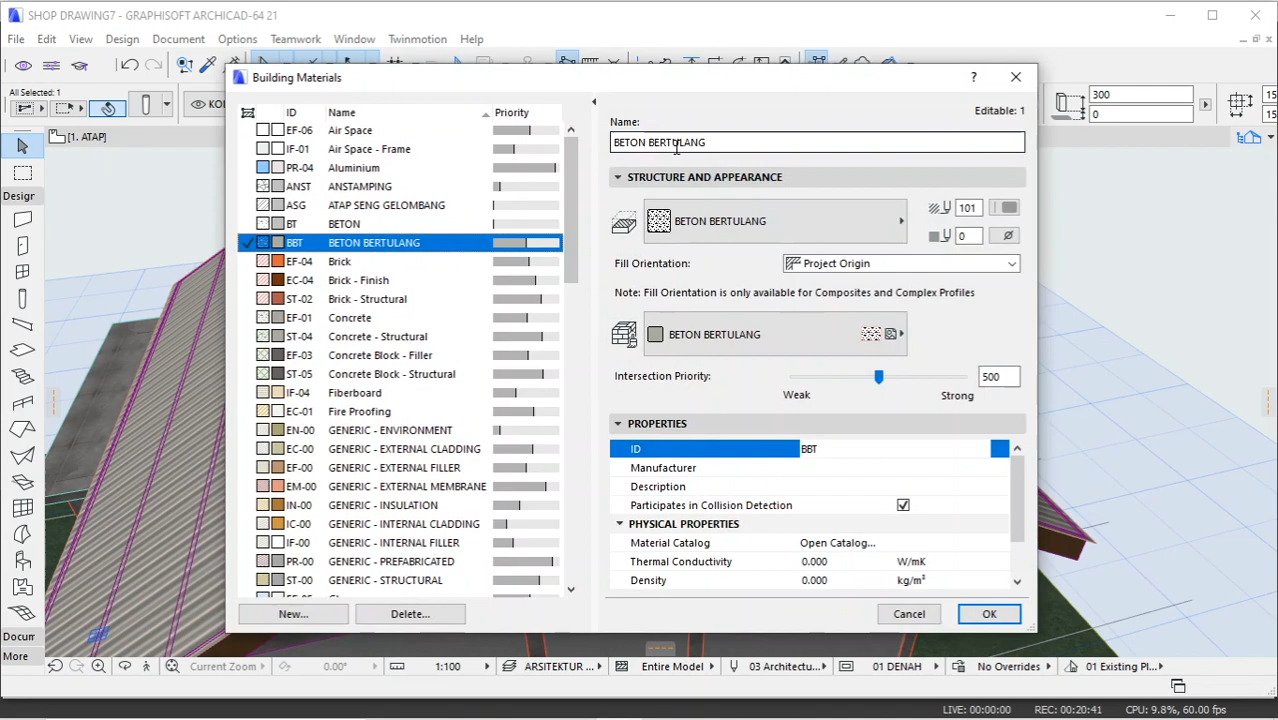 SHOP DRAWING7 - GRAPHISOFT ARCHICAD-64 21
File Edit View Design Document Options Teamwork Window Twinmotion Help
All Selected: 1
300
0
[1. ATAP]
Design
Docum
More
Building Materials
?
ID Name Priority
EF-06 Air Space
IF-01 Air Space - Frame
PR-04 Aluminium
ANST ANSTAMPING
ASG ATAP SENG GELOMBANG
BT BETON
BBT BETON BERTULANG
EF-04 Brick
EC-04 Brick - Finish
ST-02 Brick - Structural
EF-01 Concrete
ST-04 Concrete - Structural
EF-03 Concrete Block - Filler
ST-05 Concrete Block - Structural
IF-04 Fiberboard
EC-01 Fire Proofing
EN-00 GENERIC - ENVIRONMENT
EC-00 GENERIC - EXTERNAL CLADDING
EF-00 GENERIC - EXTERNAL FILLER
EM-00 GENERIC - EXTERNAL MEMBRANE
IN-00 GENERIC - INSULATION
IC-00 GENERIC - INTERNAL CLADDING
IF-00 GENERIC - INTERNAL FILLER
PR-00 GENERIC - PREFABRICATED
ST-00 GENERIC - STRUCTURAL
New...
Delete...
Editable: 1
Name:
BETON BERTULANG
STRUCTURE AND APPEARANCE
BETON BERTULANG
101
0
Fill Orientation: Project Origin
Note: Fill Orientation is only available for Composites and Complex Profiles
BETON BERTULANG
Intersection Priority: 500
Weak Strong
PROPERTIES
ID BBT
Manufacturer
Description
Participates in Collision Detection
PHYSICAL PROPERTIES
Material Catalog Open Catalog...
Thermal Conductivity 0.000 W/mK
Density 0.000 kg/m³
Cancel
OK
Current Zoom 0.00° 1:100 ARSITEKTUR ... Entire Model 03 Architectu... 01 DENAH No Overrides 01 Existing Pl...
LIVE: 00:00:00 REC: 00:20:41 CPU: 9.8%, 60.00 fps